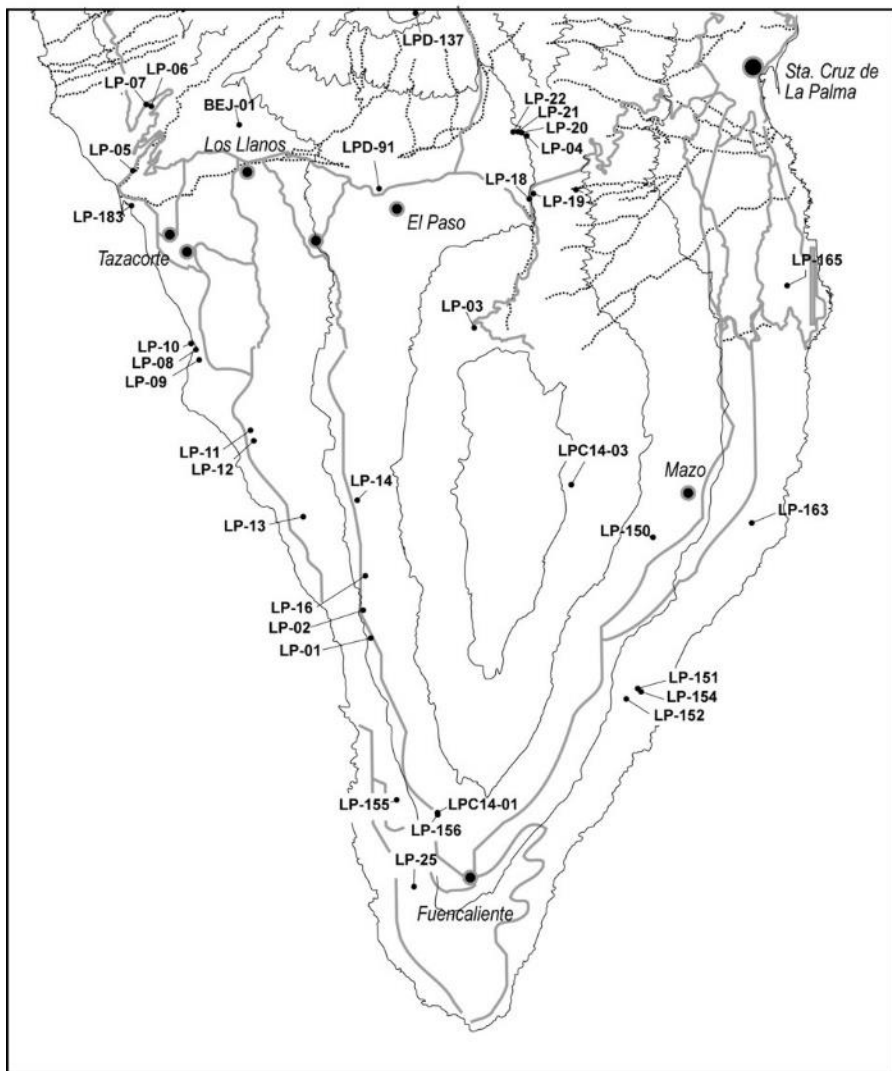 LPD-137
LP-06
LP-07
Sta. Cruz de
La Palma
BEJ-01
LP-22
LP-21
LP-20
LP-04
Los Llanos
LPD-91
LP-05
LP-18
LP-19
LP-183
El Paso
Tazacorte
LP-165
LP-03
LP-10
LP-08
LP-09
LP-11
LP-12
LPC14-03
Mazo
LP-14
LP-13
LP-163
LP-150
LP-16
LP-02
LP-01
LP-151
LP-154
LP-152
LP-155
LPC14-01
LP-156
LP-25
Fuencaliente